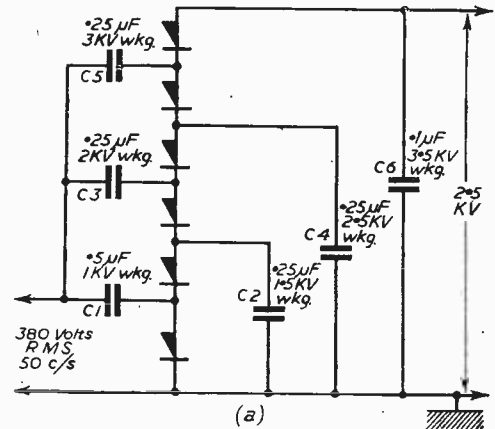 ·25µF
3KV wkg.
C5
·25µF
2KV wkg.
C3
·5µF
1KV wkg.
C1
380 Volts
RMS
50 c/s
·25µF
1·5KV
wkg.
C2
·25µF
2·5KV
wkg.
C4
·1µF
3·5KV
wkg.
C6
2·5
KV
(a)